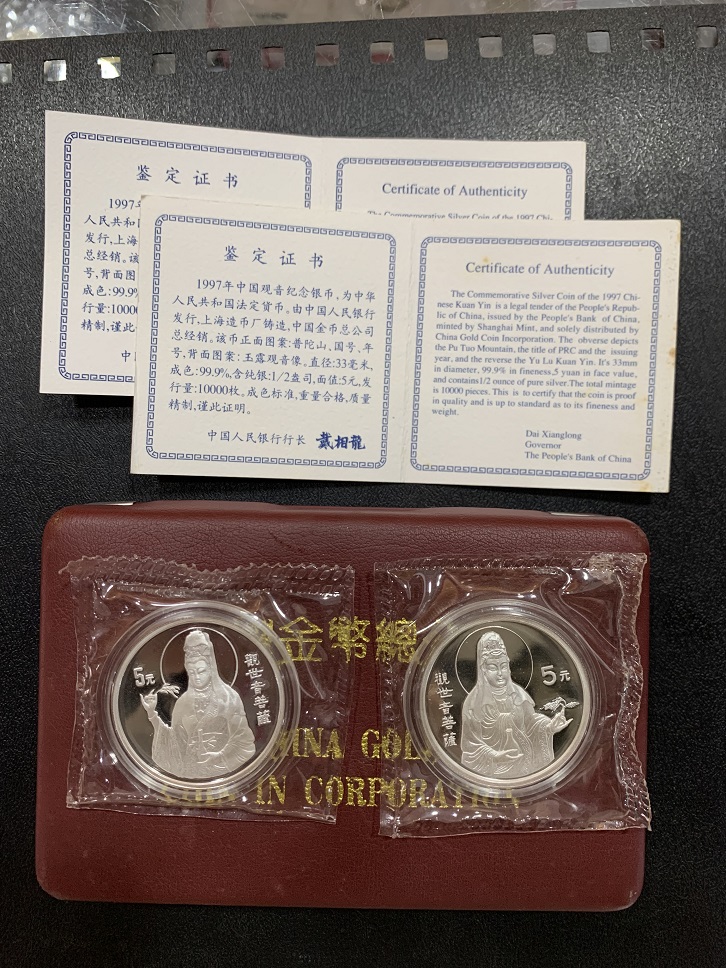 鉴定证书
1997年
人民共和国
发行,上海
总经销。该
号,背面图
成色:99.9%
行量:10000
精制,谨此
中国
Certificate of Authenticity
The Commemorative Silver Coin of the 1997 Chi-
鉴定证书
1997年中国观音纪念银币,为中华
人民共和国法定货币。由中国人民银行
发行,上海造币厂铸造,中国金币总公司
总经销。该币正面图案:普陀山,国号、年
号,背面图案:玉露观音像。直径:33毫米,
成色:99.9%,含纯银:1/2盎司,面值:5元,发
行量:10000枚。成色标准,重量合格,质量
精制,谨此证明。
中国人民银行行长 戴相龍
Certificate of Authenticity
The Commemorative Silver Coin of the 1997 Chi-
nese Kuan Yin is a legal tender of the People's Repub-
lic of China, issued by the People's Bank of China,
minted by Shanghai Mint, and solely distributed by
China Gold Coin Incorporation. The obverse depicts
the Pu Tuo Mountain, the title of PRC and the issuing
year, and the reverse the Yu Lu Kuan Yin. It's 33mm
in diameter, 99.9% in fineness,5 yuan in face value,
and contains1/2 ounce of pure silver.The total mintage
is 10000 pieces. This is to certify that the coin is proof
in quality and is up to standard as to its fineness and
weight.
Dai Xianglong
Governor
The People's Bank of China
金幣總
5元
觀世音菩薩
5元
觀世音菩薩
GOL
COIN IN CORPORATION